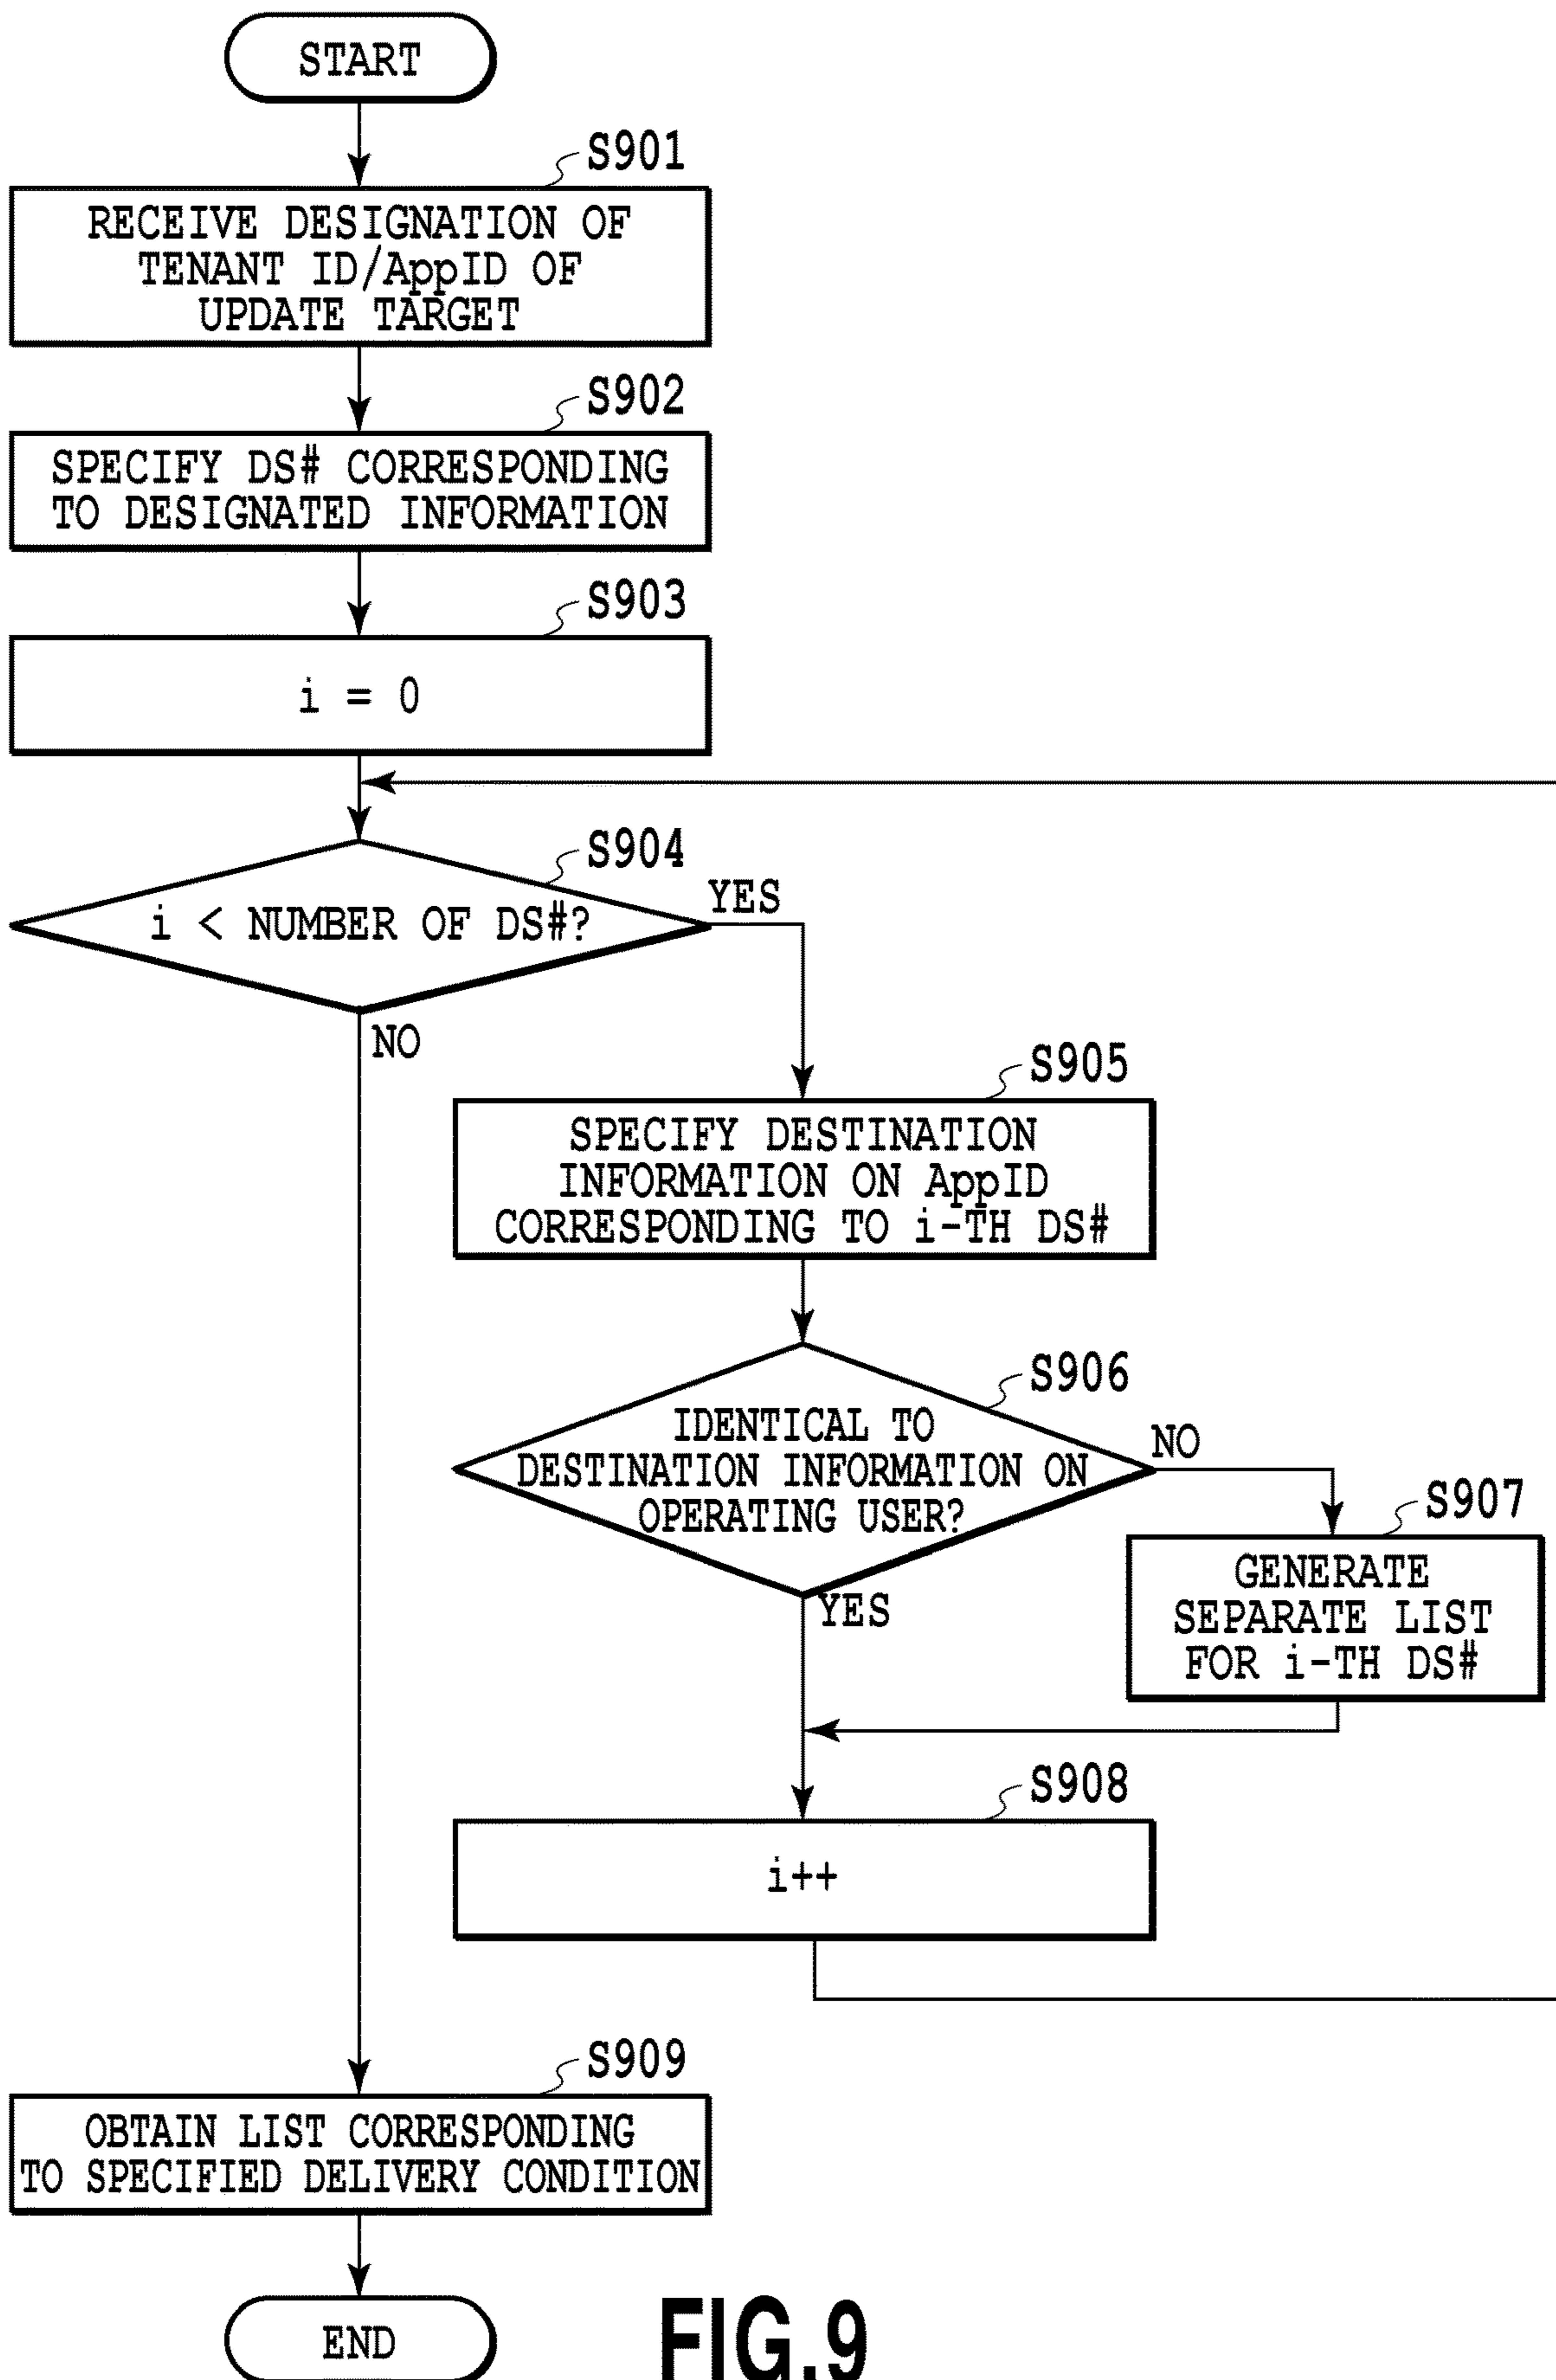 START
S901
RECEIVE DESIGNATION OF
TENANT ID/AppID OF
UPDATE TARGET
S902
SPECIFY DS# CORRESPONDING
TO DESIGNATED INFORMATION
S903
i = 0
S904
i < NUMBER OF DS#?
YES
NO
S905
SPECIFY DESTINATION
INFORMATION ON AppID
CORRESPONDING TO i-TH DS#
S906
IDENTICAL TO
DESTINATION INFORMATION ON
OPERATING USER?
NO
YES
S907
GENERATE
SEPARATE LIST
FOR i-TH DS#
S908
i++
S909
OBTAIN LIST CORRESPONDING
TO SPECIFIED DELIVERY CONDITION
END
FIG.9